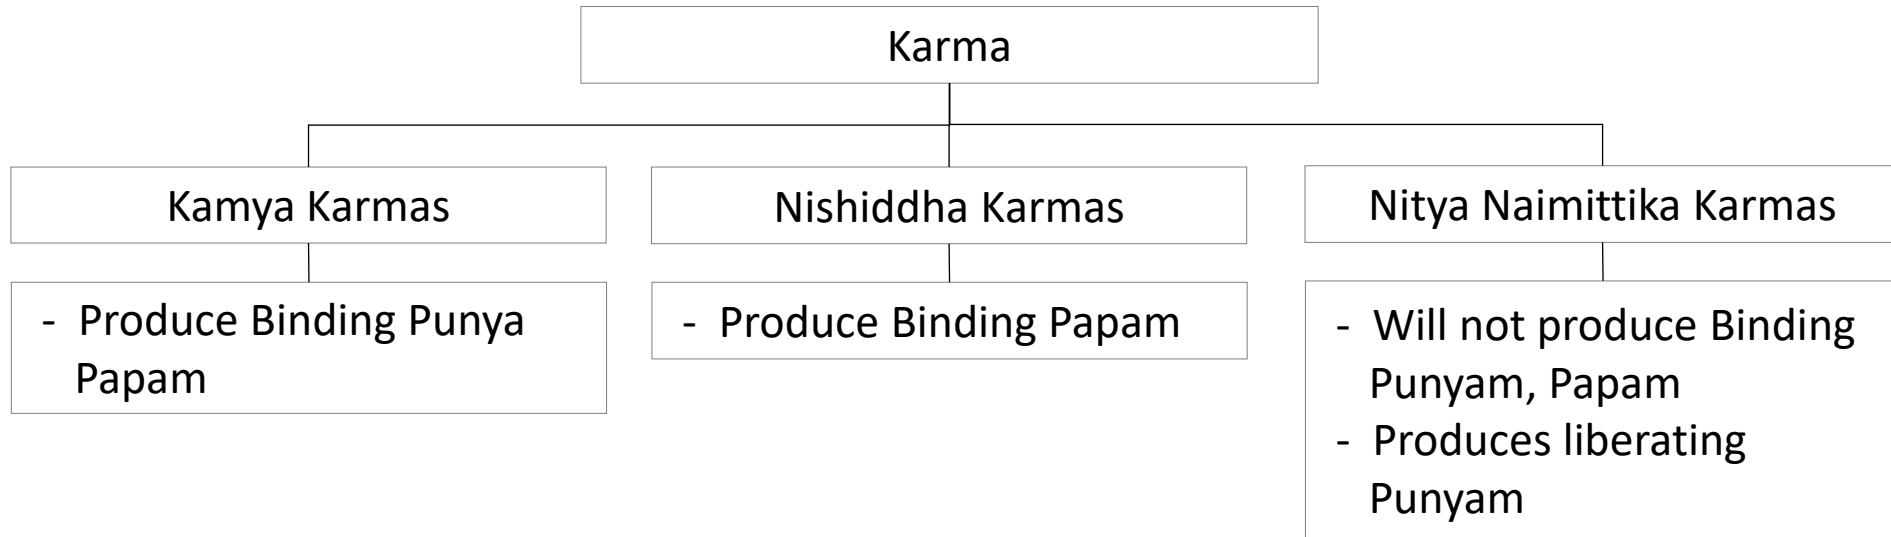 Karma
Kamya Karmas
Nishiddha Karmas
Nitya Naimittika Karmas
- Produce Binding Punya
Papam
- Produce Binding Papam
- Will not produce Binding
Punyam, Papam
- Produces liberating
Punyam